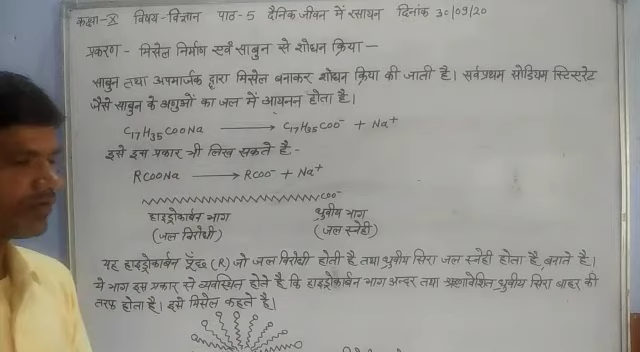 कक्षा-X विषय-विज्ञान पाठ-5 दैनिक जीवन में रसायन दिनांक 30/09/20
प्रकरण- मिसेल निर्माण एवं साबुन से शोधन क्रिया—
साबुन तथा अपमार्जक द्वारा मिसेल बनाकर शोधन क्रिया की जाती है। सर्वप्रथम सोडियम स्टिएरेट
जैसे साबुन के अणुओं का जल में आयनन होता है।
C17H35COONa → C17H35COO⁻ + Na⁺
इसे इस प्रकार भी लिख सकते है-
RCOONa → RCOO⁻ + Na⁺
COO⁻
हाइड्रोकार्बन भाग ध्रुवीय भाग
(जल विरोधी) (जल स्नेही)
यह हाइड्रोकार्बन पूँछ (R) जो जल विरोधी होती है तथा ध्रुवीय सिरा जल स्नेही होता है, बनाते है।
ये भाग इस प्रकार से व्यवस्थित होते है कि हाइड्रोकार्बन भाग अन्दर तथा ऋणावेशित ध्रुवीय सिरा बाहर की
तरफ होता है। इसे मिसेल कहते है।